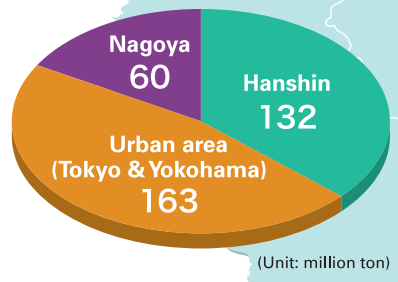 Nagoya
60
Hanshin
132
Urban area
(Tokyo & Yokohama)
163
(Unit: million ton)